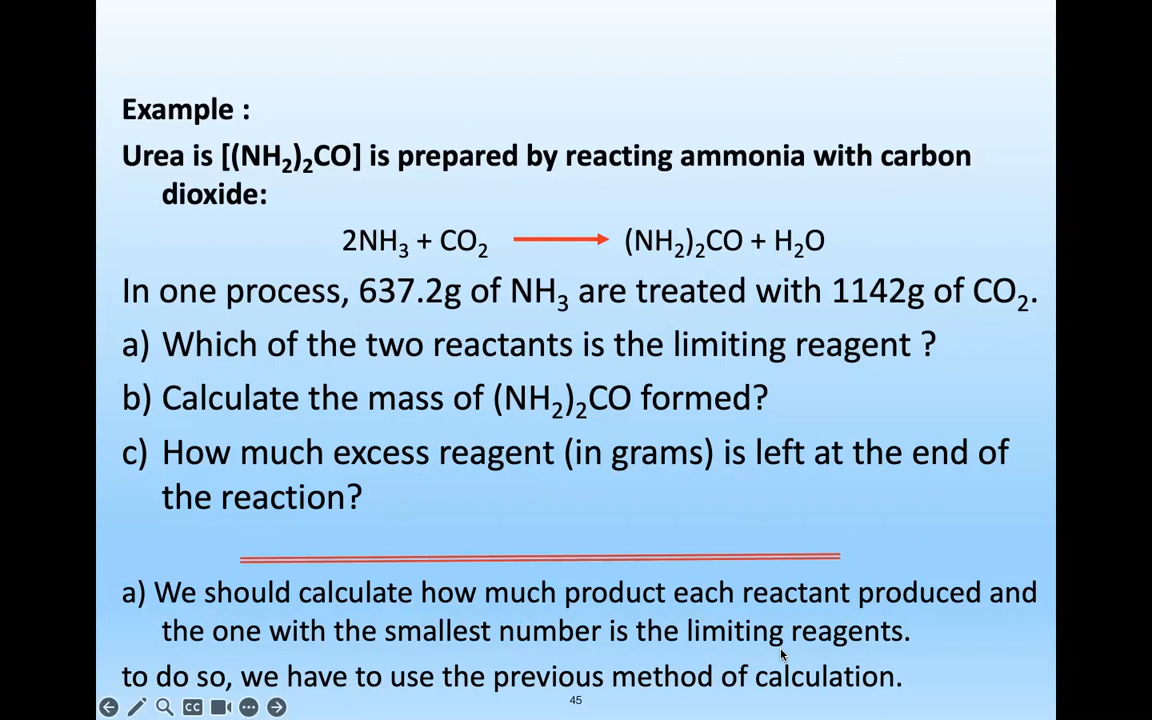 Example :
Urea is [(NH₂)₂CO] is prepared by reacting ammonia with carbon
dioxide:
2NH₃ + CO₂ ⟶ (NH₂)₂CO + H₂O
In one process, 637.2g of NH₃ are treated with 1142g of CO₂.
a) Which of the two reactants is the limiting reagent ?
b) Calculate the mass of (NH₂)₂CO formed?
c) How much excess reagent (in grams) is left at the end of
the reaction?
a) We should calculate how much product each reactant produced and
the one with the smallest number is the limiting reagents.
to do so, we have to use the previous method of calculation.
CC
45